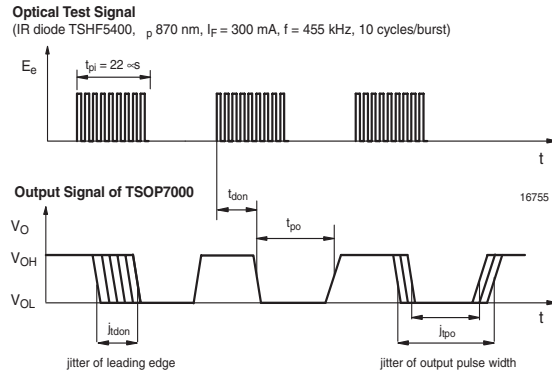 Optical Test Signal
(IR diode TSHF5400, p 870 nm, IF = 300 mA, f = 455 kHz, 10 cycles/burst)
Ee
tpi = 22 ∝s
t
Output Signal of TSOP7000
tdon
16755
VO
tpo
VOH
VOL
t
jtdon
jtpo
jitter of leading edge
jitter of output pulse width